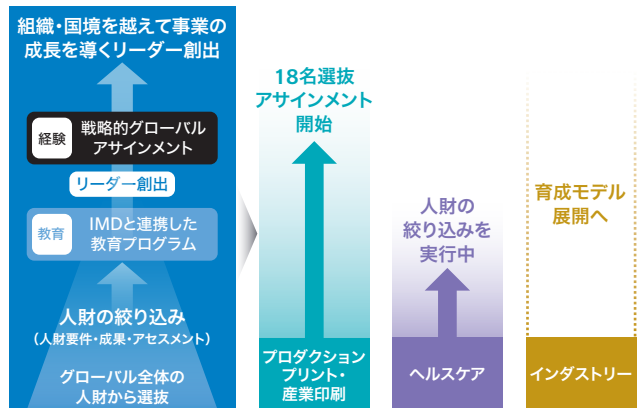 組織・国境を越えて事業の
成長を導くリーダー創出
経験
戦略的グローバル
アサインメント
リーダー創出
教育
IMDと連携した
教育プログラム
人財の絞り込み
(人財要件・成果・アセスメント)
グローバル全体の
人財から選抜
18名選抜
アサインメント
開始
プロダクション
プリント・
産業印刷
人財の
絞り込みを
実行中
ヘルスケア
育成モデル
展開へ
インダストリー